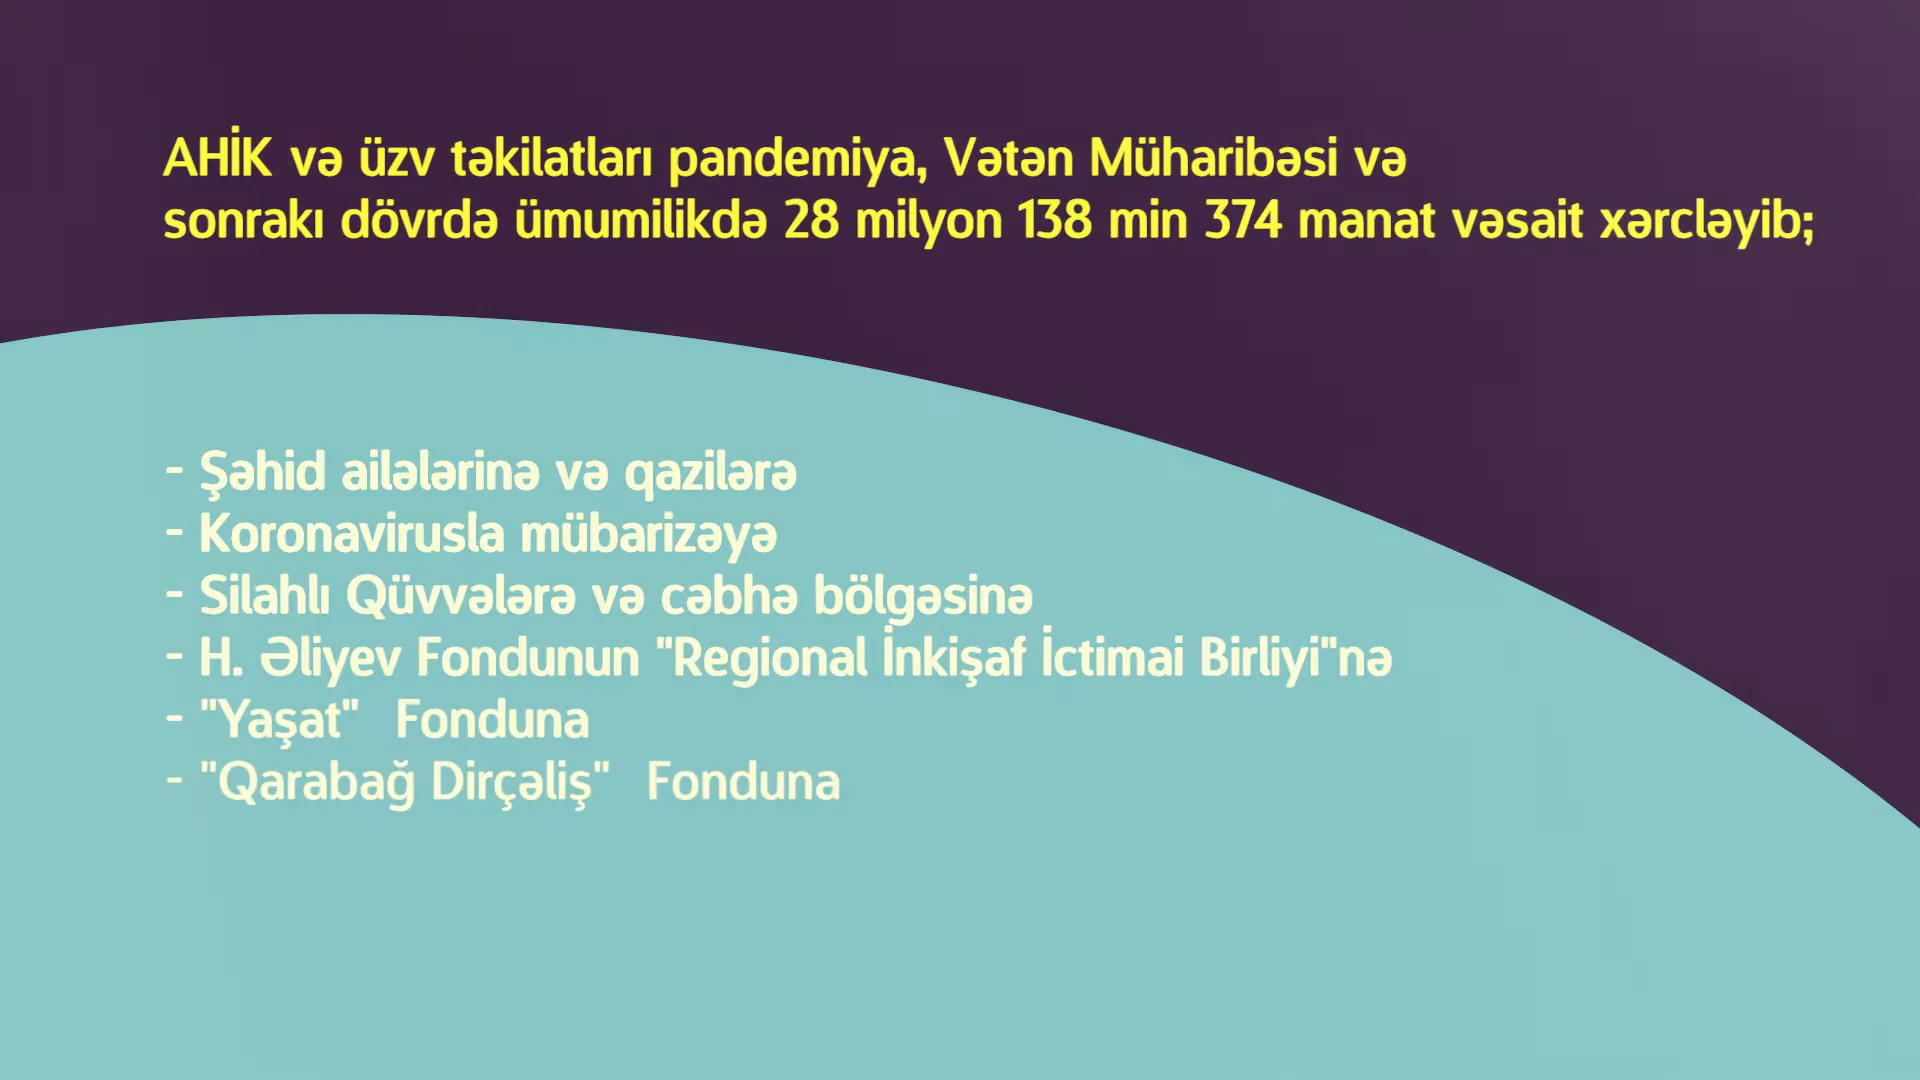 AHİK və üzv təkilatları pandemiya, Vətən Müharibəsi və
sonrakı dövrdə ümumilikdə 28 milyon 138 min 374 manat vəsait xərcləyib;
- Şəhid ailələrinə və qazilərə
- Koronavirusla mübarizəyə
- Silahlı Qüvvələrə və cəbhə bölgəsinə
- H. Əliyev Fondunun "Regional İnkişaf İctimai Birliyi"nə
- "Yaşat" Fonduna
- "Qarabağ Dirçəliş" Fonduna